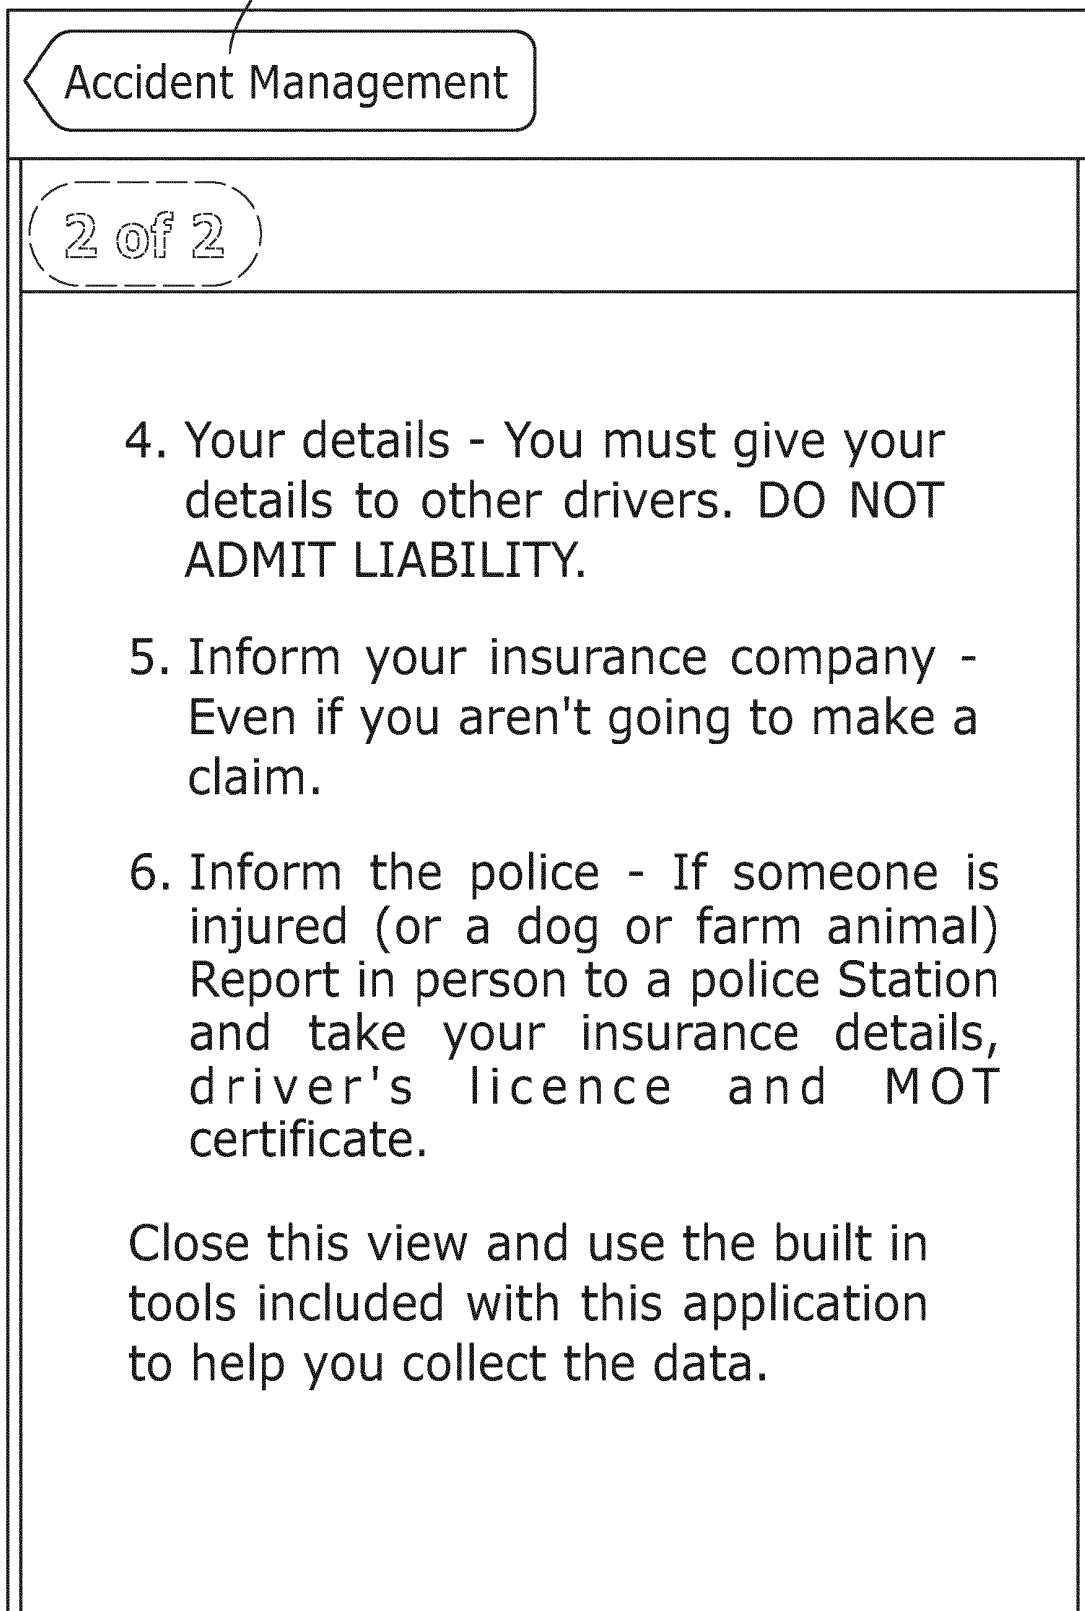 Accident Management
2 of 2
4. Your details - You must give your
details to other drivers. DO NOT
ADMIT LIABILITY.
5. Inform your insurance company -
Even if you aren't going to make a
claim.
6. Inform the police - If someone is
injured (or a dog or farm animal)
Report in person to a police Station
and take your insurance details,
driver's licence and MOT
certificate.
Close this view and use the built in
tools included with this application
to help you collect the data.